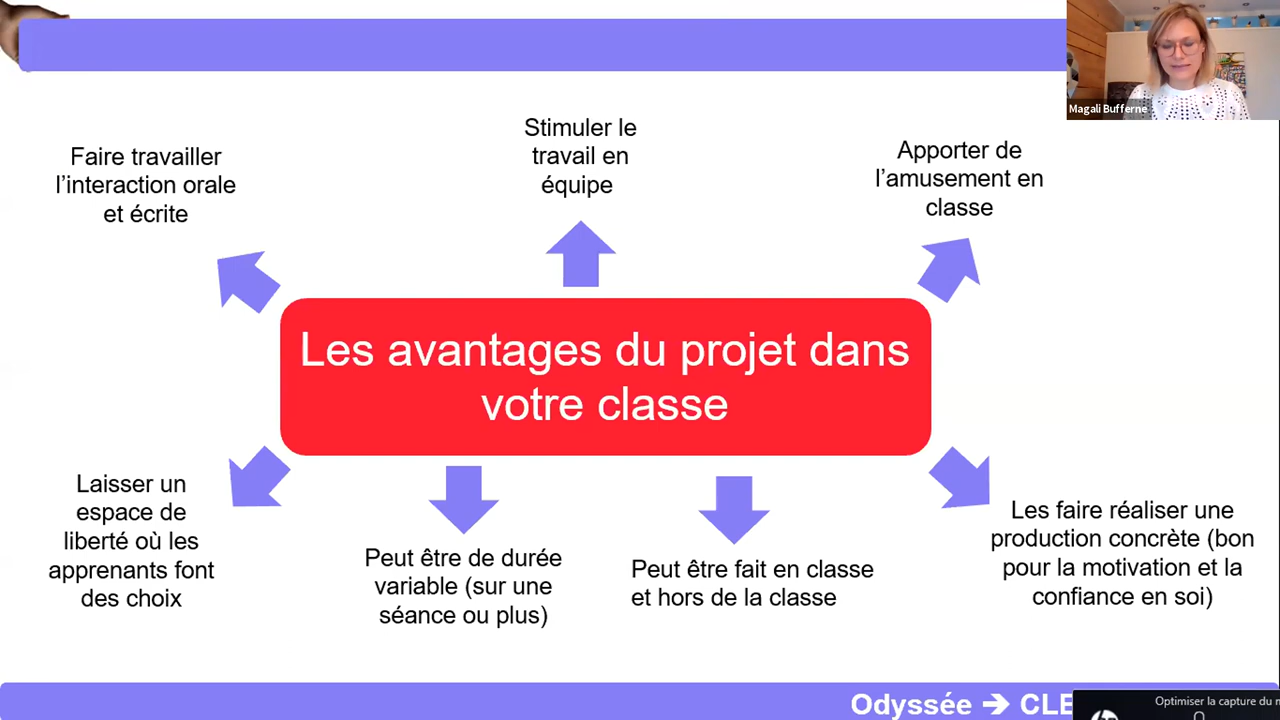 Magali Bufferne
Faire travailler
l’interaction orale
et écrite
Stimuler le
travail en
équipe
Apporter de
l’amusement en
classe
Les avantages du projet dans
votre classe
Laisser un
espace de
liberté où les
apprenants font
des choix
Peut être de durée
variable (sur une
séance ou plus)
Peut être fait en classe
et hors de la classe
Les faire réaliser une
production concrète (bon
pour la motivation et la
confiance en soi)
Odyssée ➔ CLE
Optimiser la capture du